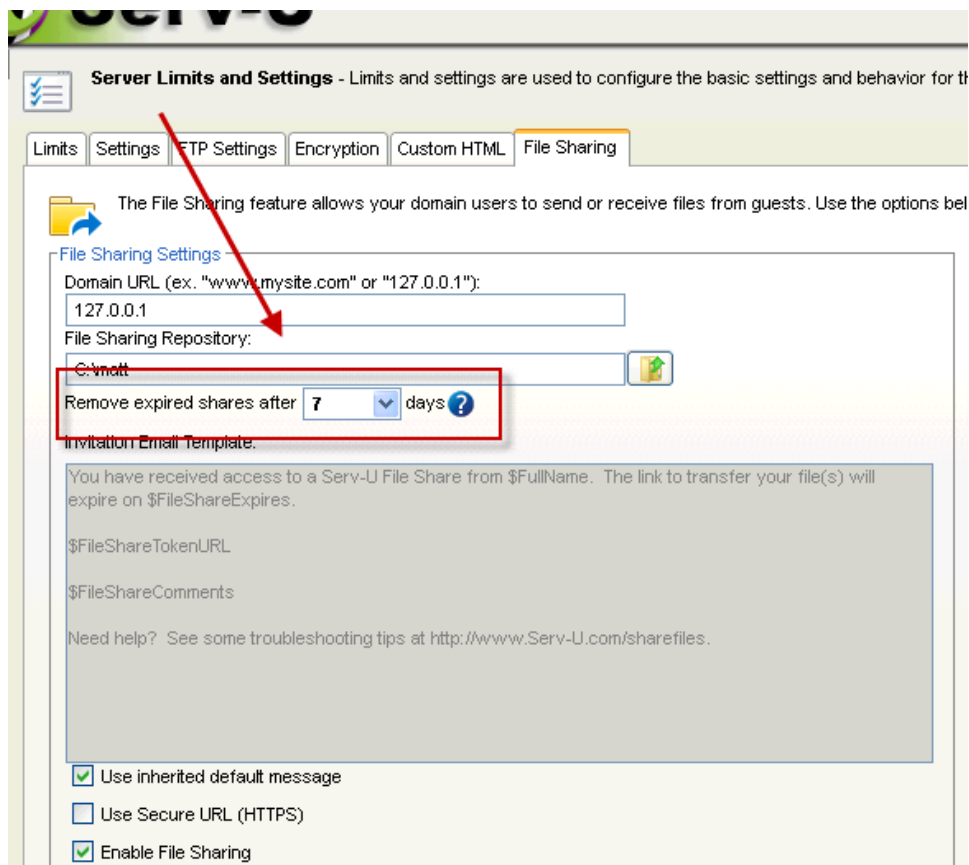 Serv-U
Server Limits and Settings - Limits and settings are used to configure the basic settings and behavior for th
Limits Settings FTP Settings Encryption Custom HTML File Sharing
The File Sharing feature allows your domain users to send or receive files from guests. Use the options bel
File Sharing Settings
Domain URL (ex. "www.mysite.com" or "127.0.0.1"):
127.0.0.1
File Sharing Repository:
C:\matt
Remove expired shares after 7 days ?
Invitation Email Template:
You have received access to a Serv-U File Share from $FullName. The link to transfer your file(s) will
expire on $FileShareExpires.
$FileShareTokenURL
$FileShareComments
Need help? See some troubleshooting tips at http://www.Serv-U.com/sharefiles.
Use inherited default message
Use Secure URL (HTTPS)
Enable File Sharing